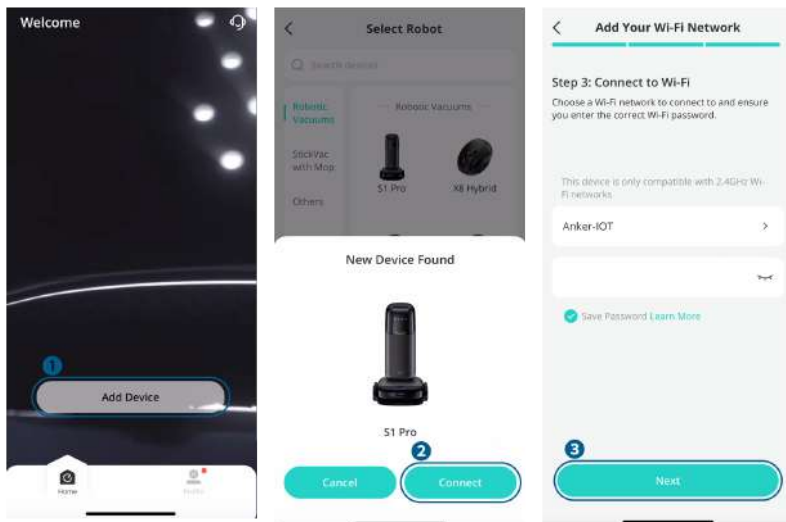 Welcome
1
Add Device
Home
Select Robot
Search devices
Robotic
Vacuums
Robotic Vacuums
StickVac
with Mop
S1 Pro
X8 Hybrid
Others
New Device Found
S1 Pro
2
Cancel
Connect
Add Your Wi-Fi Network
Step 3: Connect to Wi-Fi
Choose a Wi-Fi network to connect to and ensure
you enter the correct Wi-Fi password.
This device is only compatible with 2.4GHz Wi-
Fi networks
Anker-IOT
Save Password Learn More
3
Next